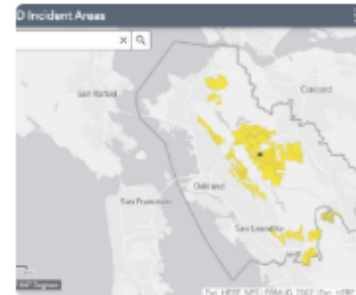 D Incident Areas
San Rafael
Concord
Oakland
San Francisco
San Leandro